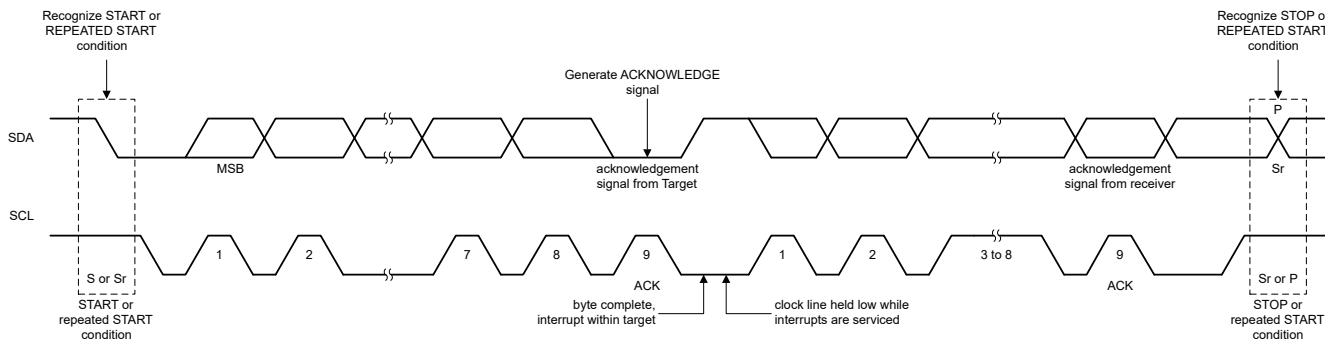 Recognize START or
REPEATED START
condition
Recognize STOP o
REPEATED START
condition
Generate ACKNOWLEDGE
signal
P
SDA
MSB
acknowledgement
signal from Target
acknowledgement
signal from receiver
Sr
SCL
1
2
7
8
9
1
2
3 to 8
9
S or Sr
ACK
ACK
Sr or P
START or
repeated START
condition
byte complete,
interrupt within target
clock line held low while
interrupts are serviced
STOP or
repeated START
condition